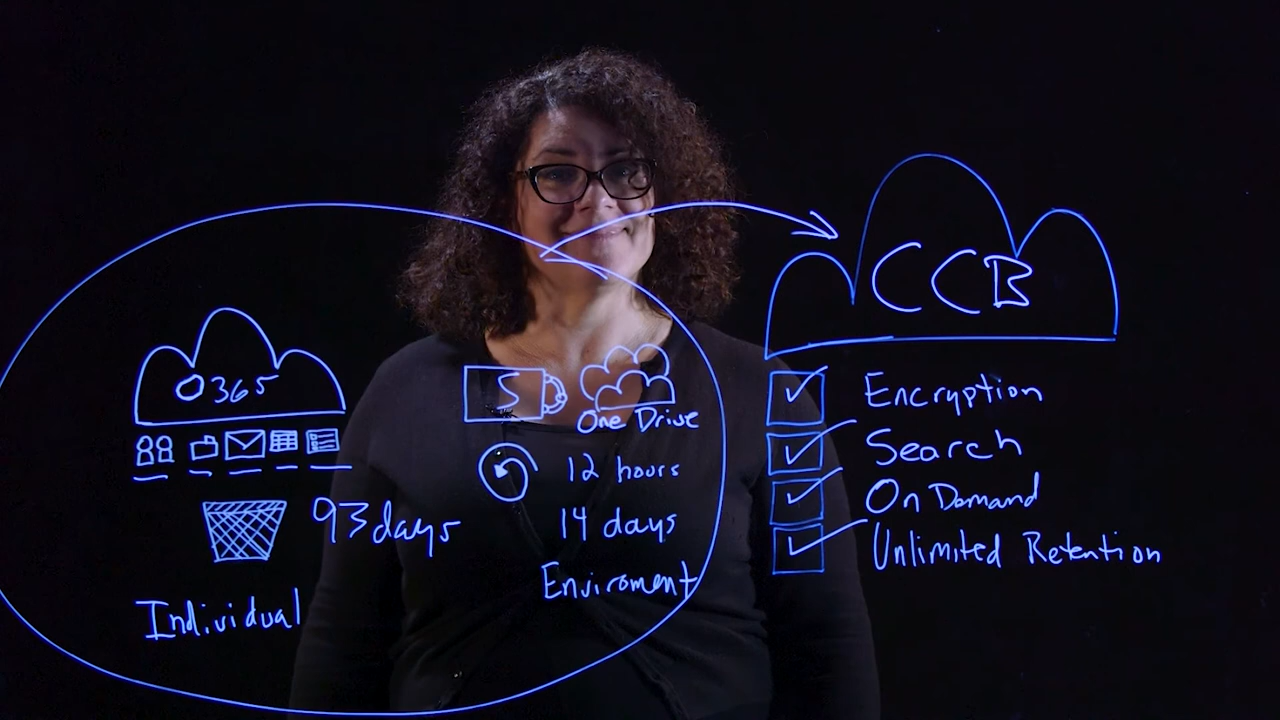 O365
93 days
Individual
S
One Drive
12 hours
14 days
Enviroment
CCB
Encryption
Search
On Demand
Unlimited Retention